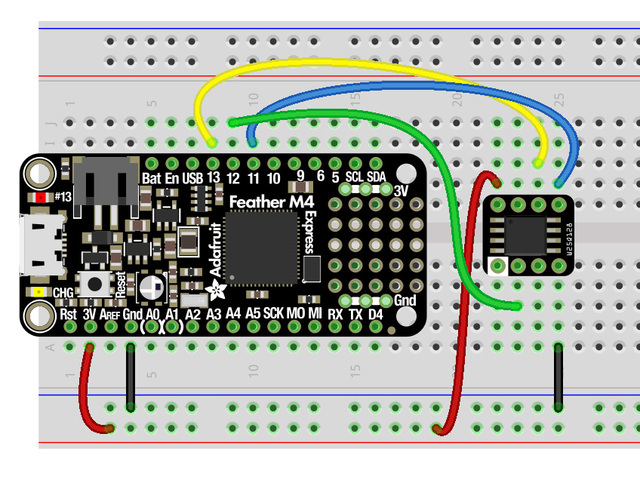 1 5 10 15 20 25
J
I
Bat En USB 13 12 11 10 9 6 5 SCL SDA
#13
3V
Feather M4
Express
Adafruit
Reset
CHG
Gnd
Rst 3V AREF Gnd A0 A1 A2 A3 A4 A5 SCK MO MI RX TX D4
A
1 5 10 15